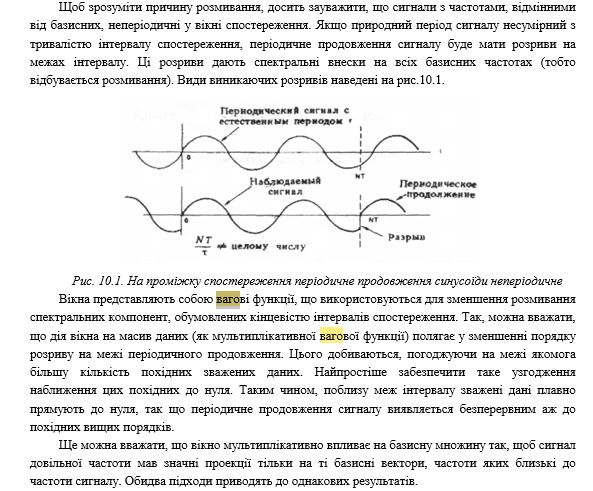 Щоб зрозуміти причину розмивання, досить зауважити, що сигнали з частотами, відмінними
від базисних, неперіодичні у вікні спостереження. Якщо природний період сигналу несумірний з
тривалістю інтервалу спостереження, періодичне продовження сигналу буде мати розриви на
межах інтервалу. Ці розриви дають спектральні внески на всіх базисних частотах (тобто
відбувається розмивання). Види виникаючих розривів наведені на рис.10.1.
Периодический сигнал с
естественным периодом τ
0
NT
t
Наблюдаемый
сигнал
Периодическое
продолжение
0
NT
NT/τ ≠ целому числу
Разрыв
Рис. 10.1. На проміжку спостереження періодичне продовження синусоїди неперіодичне
Вікна представляють собою вагові функції, що використовуються для зменшення розмивання
спектральних компонент, обумовлених кінцевістю інтервалів спостереження. Так, можна вважати,
що дія вікна на масив даних (як мультиплікативної вагової функції) полягає у зменшенні порядку
розриву на межі періодичного продовження. Цього добиваються, погоджуючи на межі якомога
більшу кількість похідних зважених даних. Найпростіше забезпечити таке узгодження
наближення цих похідних до нуля. Таким чином, поблизу меж інтервалу зважені дані плавно
прямують до нуля, так що періодичне продовження сигналу виявляється безперервним аж до
похідних вищих порядків.
Ще можна вважати, що вікно мультиплікативно впливає на базисну множину так, щоб сигнал
довільної частоти мав значні проекції тільки на ті базисні вектори, частоти яких близькі до
частоти сигналу. Обидва підходи приводять до однакових результатів.